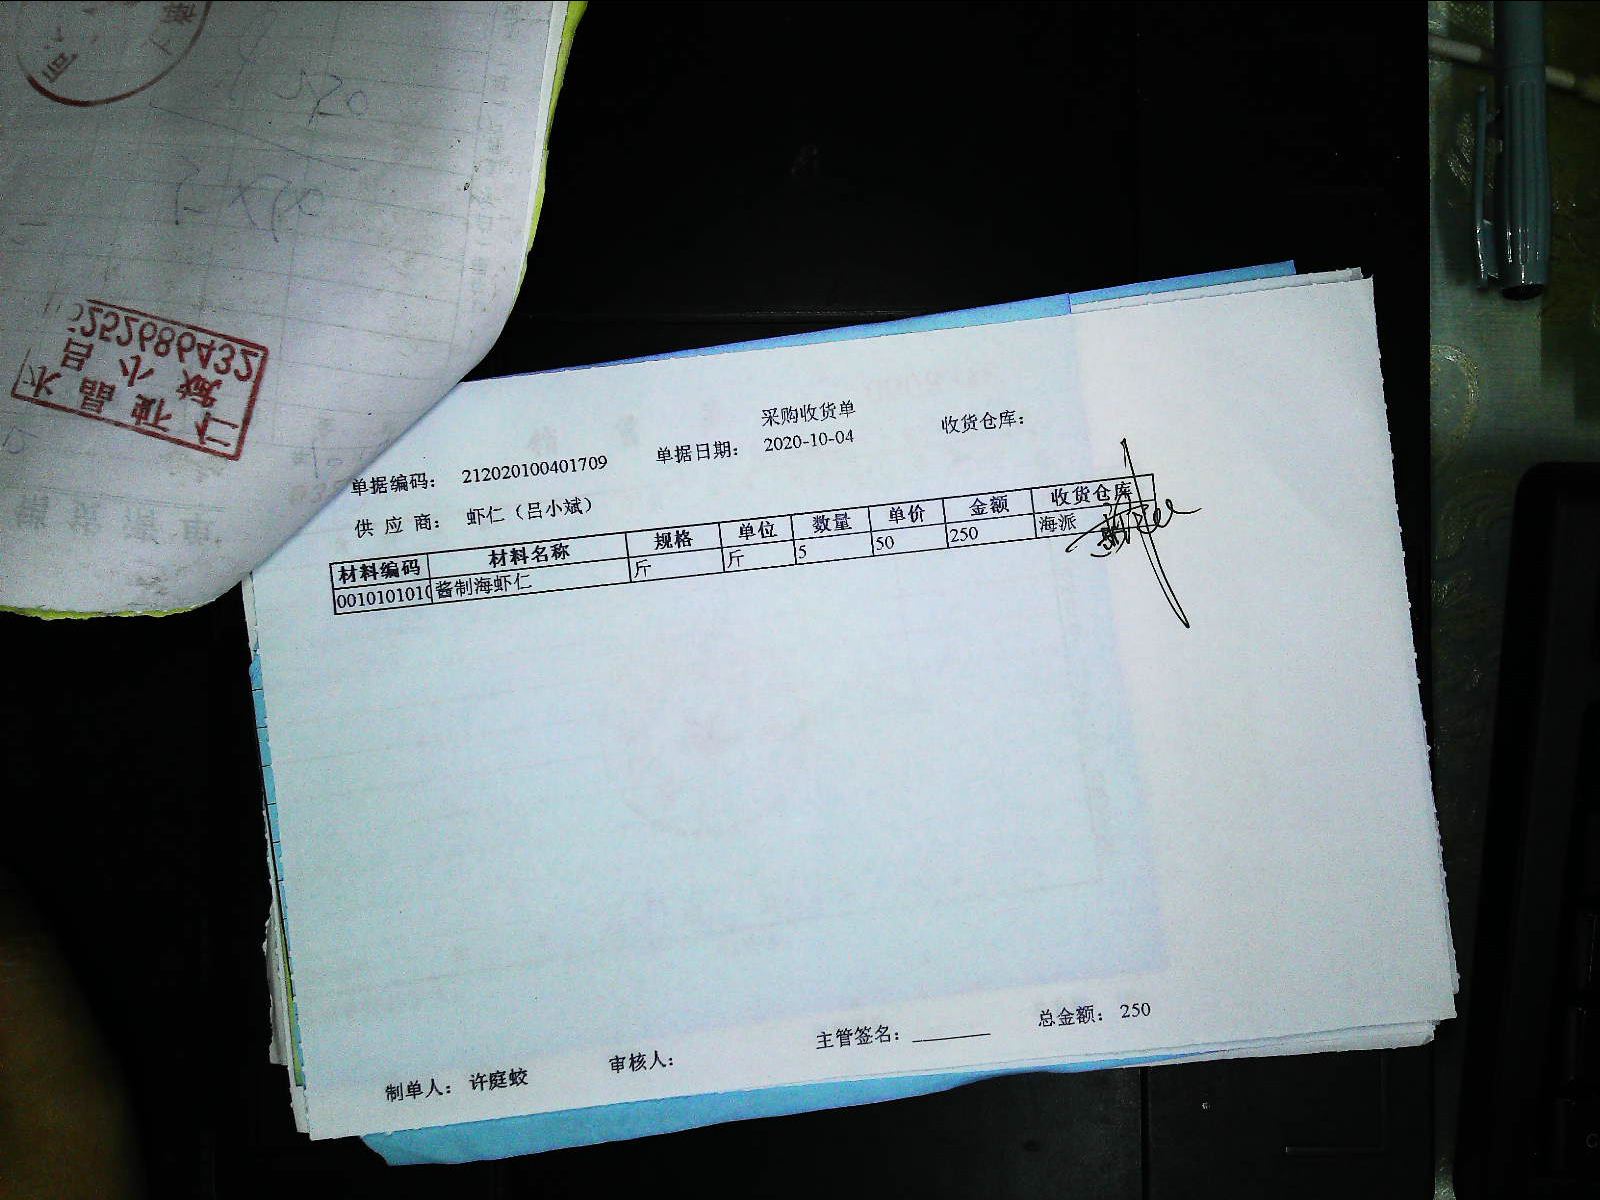 采购收货单
单据编码： 212020100401709 单据日期： 2020-10-04 收货仓库：
供 应 商： 虾仁（吕小斌）
材料编码 材料名称 规格 单位 数量 单价 金额 收货仓库
001010101 酱制海虾仁 斤 斤 5 50 250 海派
制单人： 许庭蛟 审核人： 主管签名： 总金额： 250